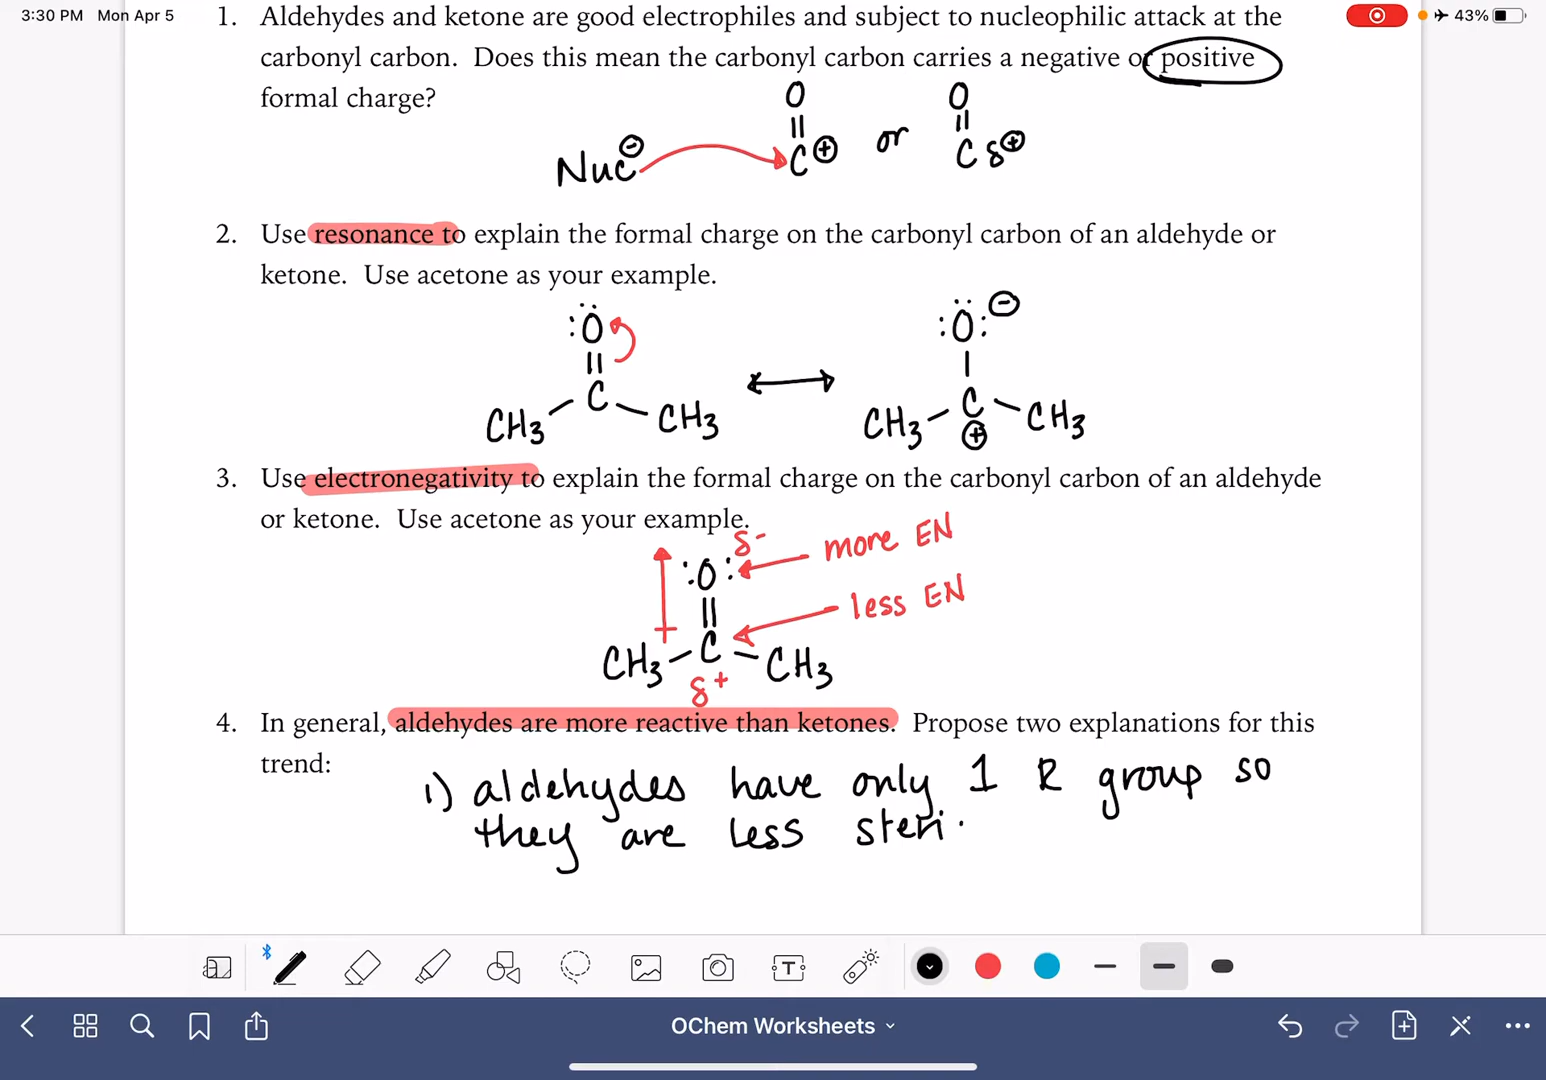 3:30 PM Mon Apr 5
43%
1. Aldehydes and ketone are good electrophiles and subject to nucleophilic attack at the
carbonyl carbon. Does this mean the carbonyl carbon carries a negative or positive
formal charge?
O O
|| ||
Nuc⊖ C⊕ or C δ⊕
2. Use resonance to explain the formal charge on the carbonyl carbon of an aldehyde or
ketone. Use acetone as your example.
:Ö :Ö:⊖
|| |
CH3 – C – CH3 ⟷ CH3 – C – CH3
⊕
3. Use electronegativity to explain the formal charge on the carbonyl carbon of an aldehyde
or ketone. Use acetone as your example.
δ- more EN
:O:
|| less EN
CH3 – C – CH3
δ+
4. In general, aldehydes are more reactive than ketones. Propose two explanations for this
trend:
1) aldehydes have only 1 R group so
they are less steri
T
OChem Worksheets